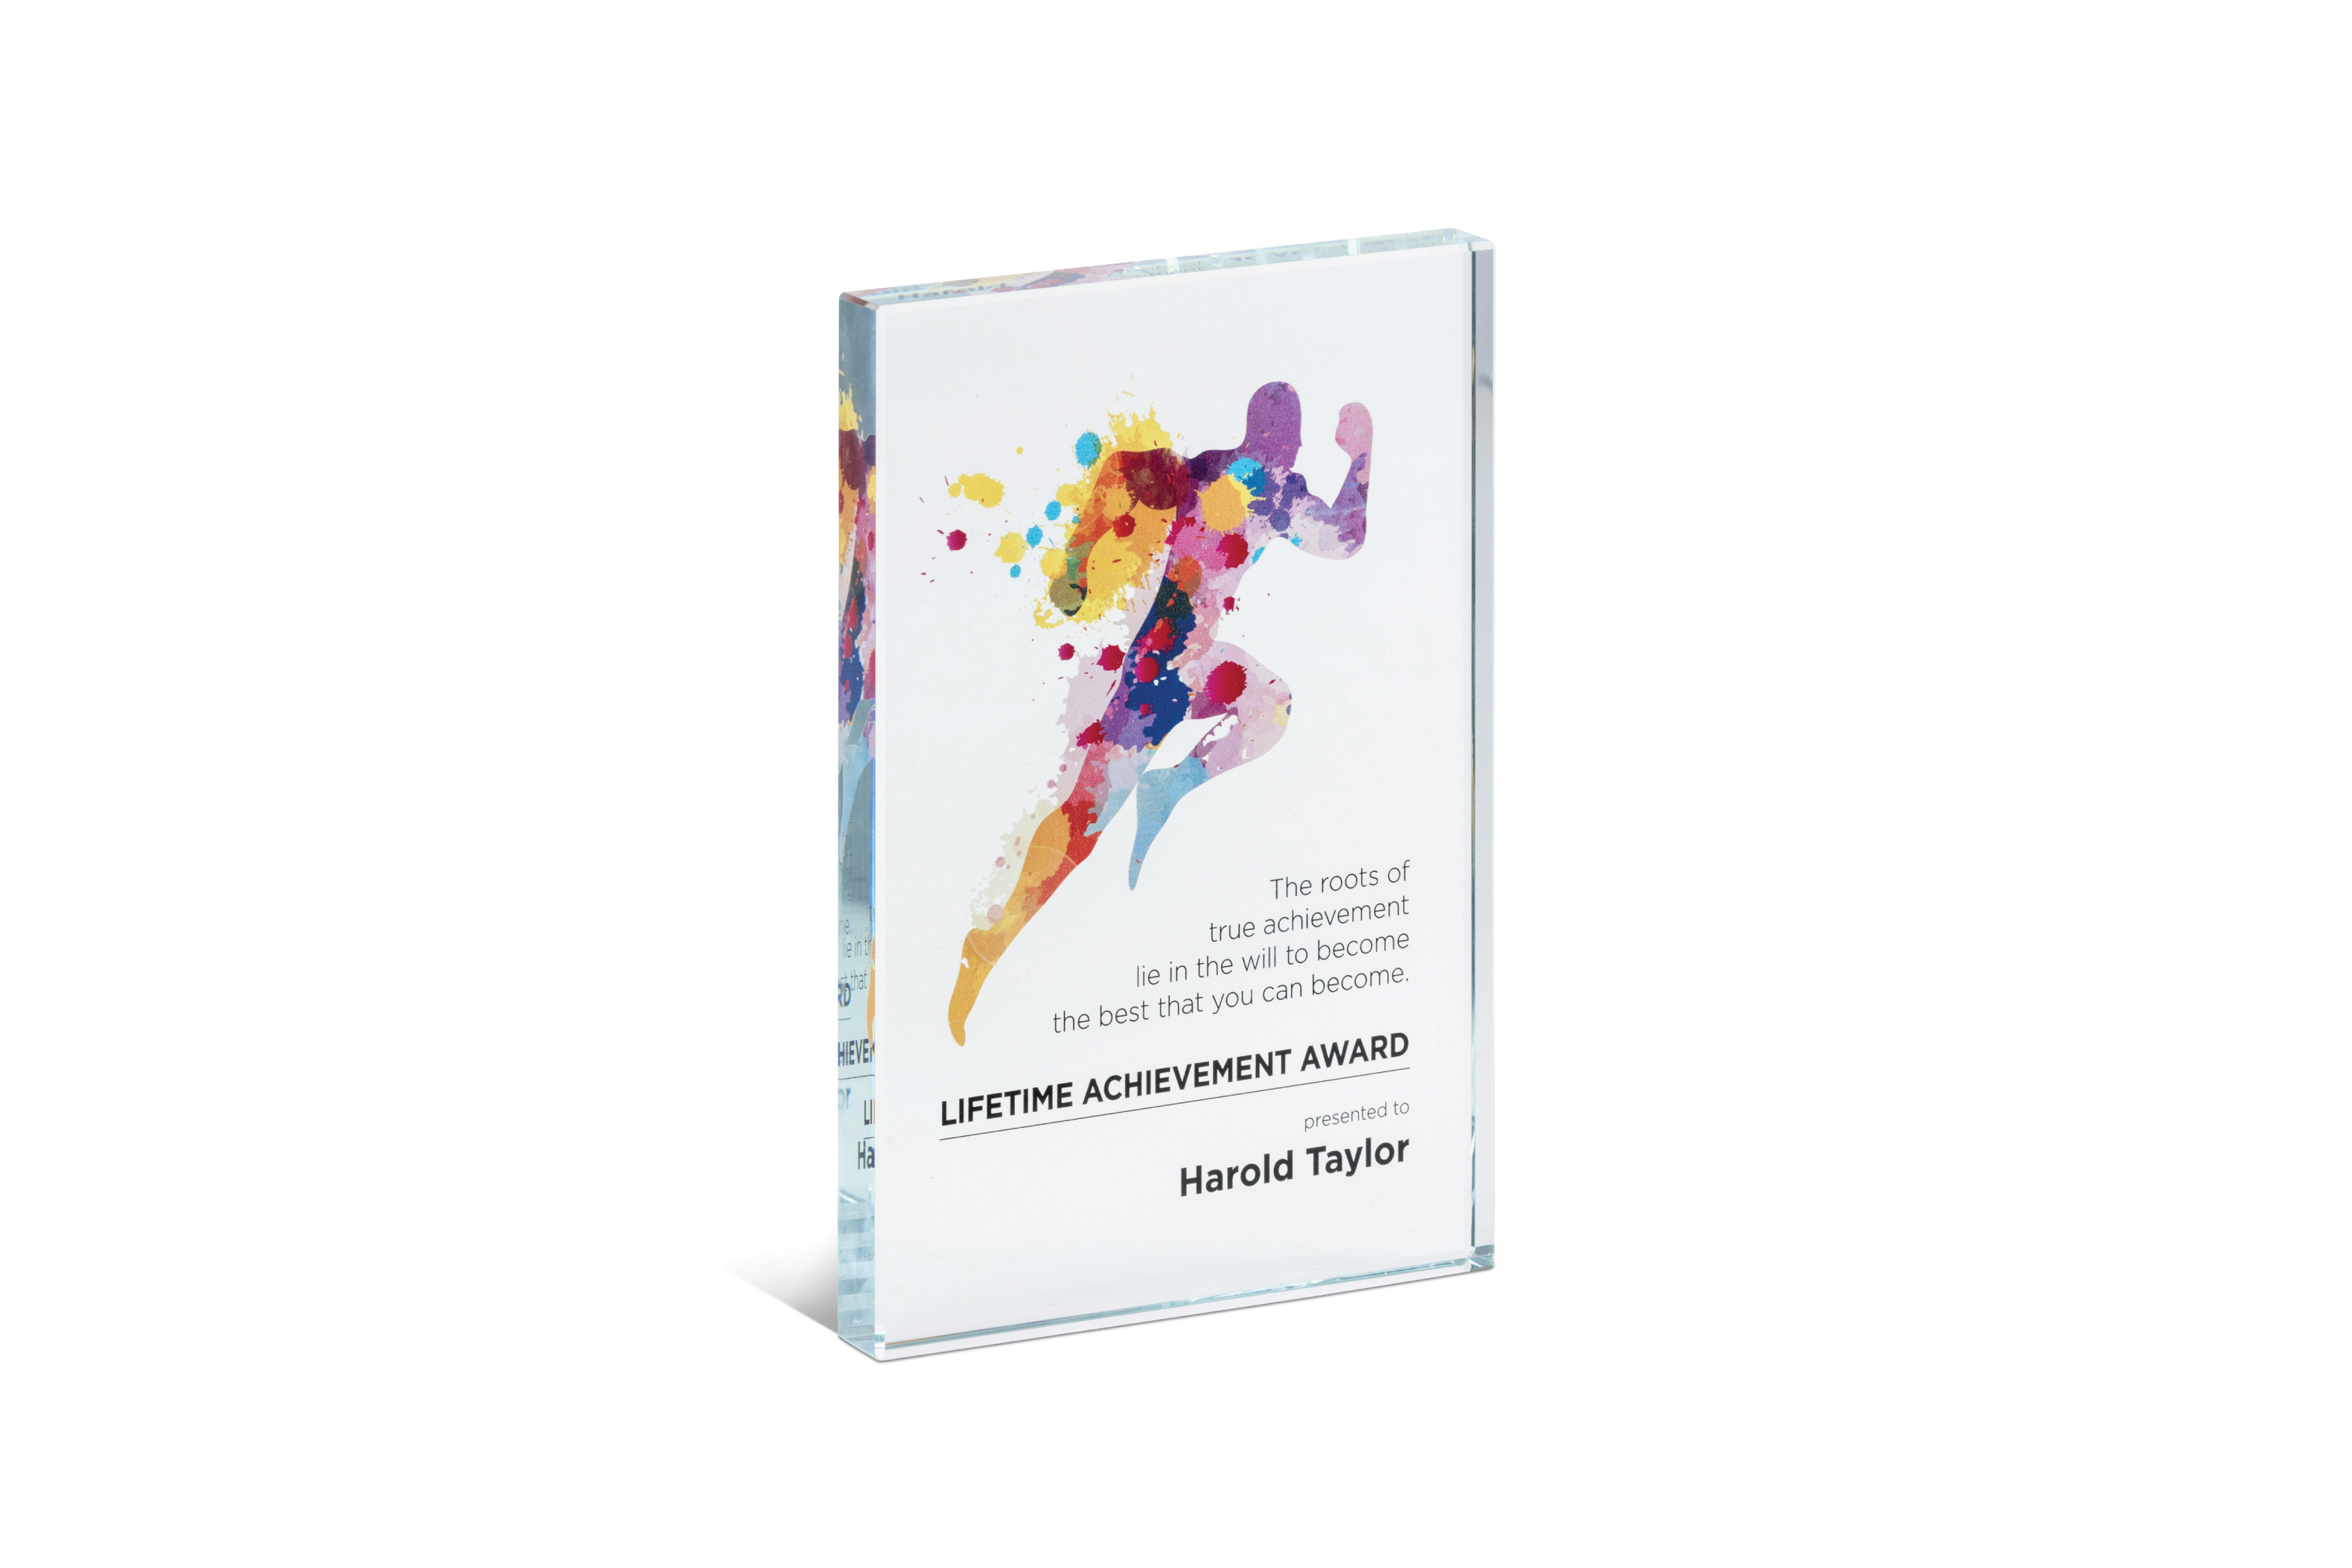 The roots of
true achievement
lie in the will to become
the best that you can become.
LIFETIME ACHIEVEMENT AWARD
presented to
Harold Taylor